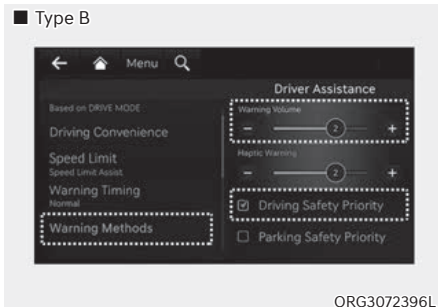 ■ Type B
Menu
Driver Assistance
Based on DRIVE MODE
Driving Convenience
Speed Limit
Speed Limit Assist
Warning Timing
Normal
Warning Methods
Warning Volume
− 2 +
Haptic Warning
− 2 +
Driving Safety Priority
Parking Safety Priority
ORG3072396L